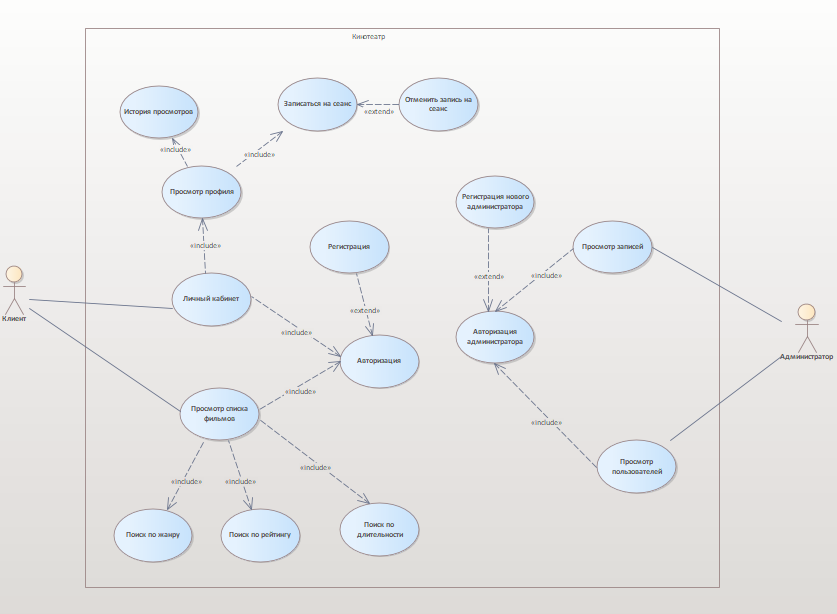 Кинотеатр
История просмотров
Записаться на сеанс
Отменить запись на
сеанс
«extend»
«include»
«include»
Просмотр профиля
Регистрация нового
администратора
«include»
Регистрация
Просмотр записей
«extend»
«include»
Клиент
Личный кабинет
«extend»
«include»
Авторизация
администратора
Администратор
Авторизация
«include»
Просмотр списка
фильмов
«include»
«include»
Просмотр
пользователей
«include»
«include»
Поиск по жанру
Поиск по рейтингу
Поиск по
длительности